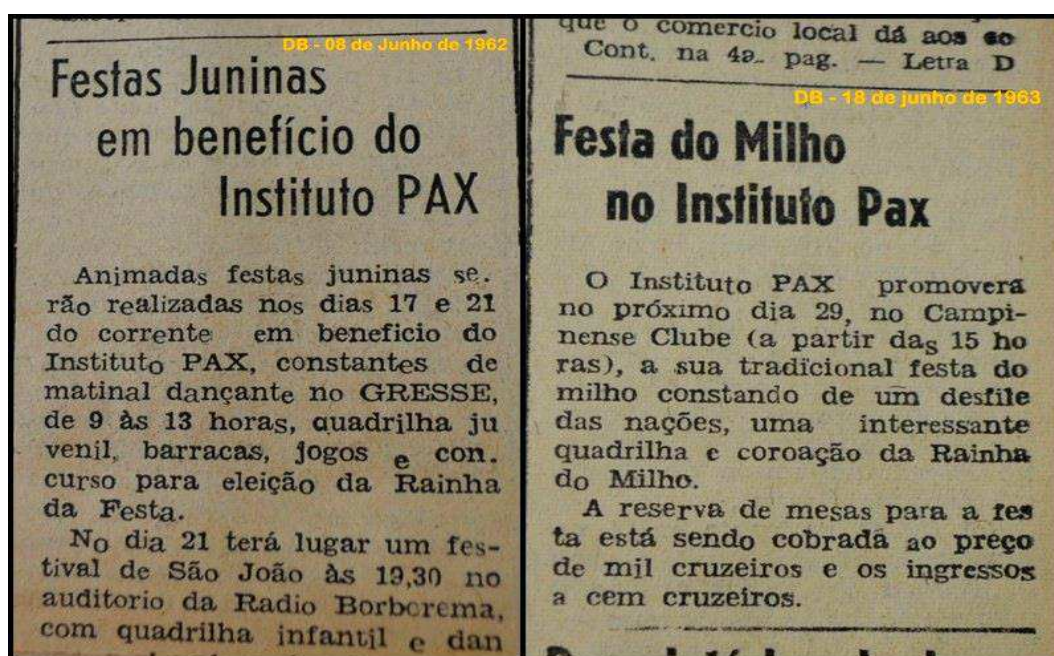 DB - 08 de Junho de 1962
Festas Juninas
em benefício do
Instituto PAX
Animadas festas juninas se.
rão realizadas nos dias 17 e 21
do corrente em beneficio do
Instituto PAX, constantes de
matinal dançante no GRESSE,
de 9 às 13 horas, quadrilha ju
venil, barracas, jogos e con.
curso para eleição da Rainha
da Festa.
No dia 21 terá lugar um fes-
tival de São João às 19,30 no
auditorio da Radio Borborema,
com quadrilha infantil e dan
que o comercio local dá aos so
Cont. na 4a. pag. — Letra D
DB - 18 de junho de 1963
Festa do Milho
no Instituto Pax
O Instituto PAX promoverá
no próximo dia 29, no Campi-
nense Clube (a partir das 15 ho
ras), a sua tradicional festa do
milho constando de um desfile
das nações, uma interessante
quadrilha e coroação da Rainha
do Milho.
A reserva de mesas para a fes
ta está sendo cobrada ao preço
de mil cruzeiros e os ingressos
a cem cruzeiros.